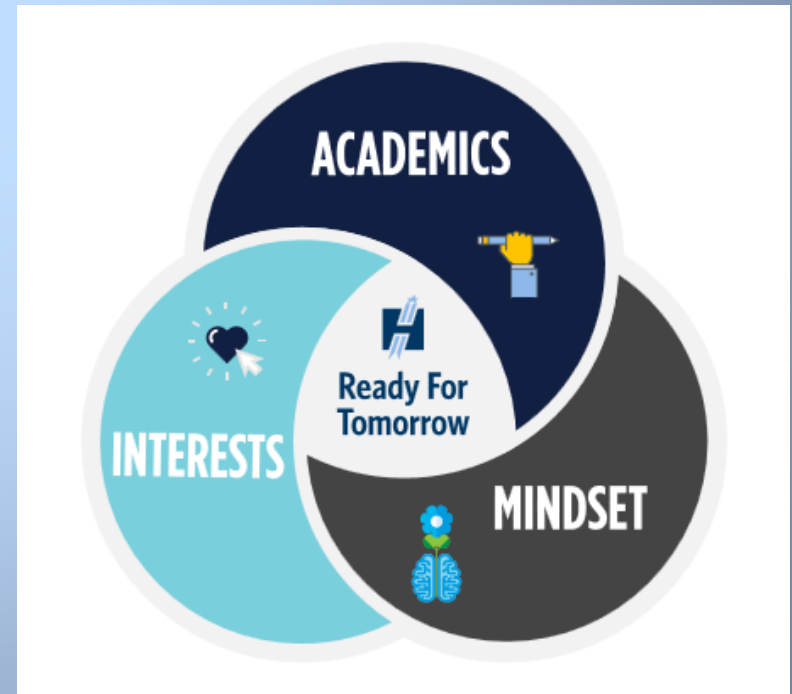 ACADEMICS
H
Ready For
Tomorrow
INTERESTS
MINDSET